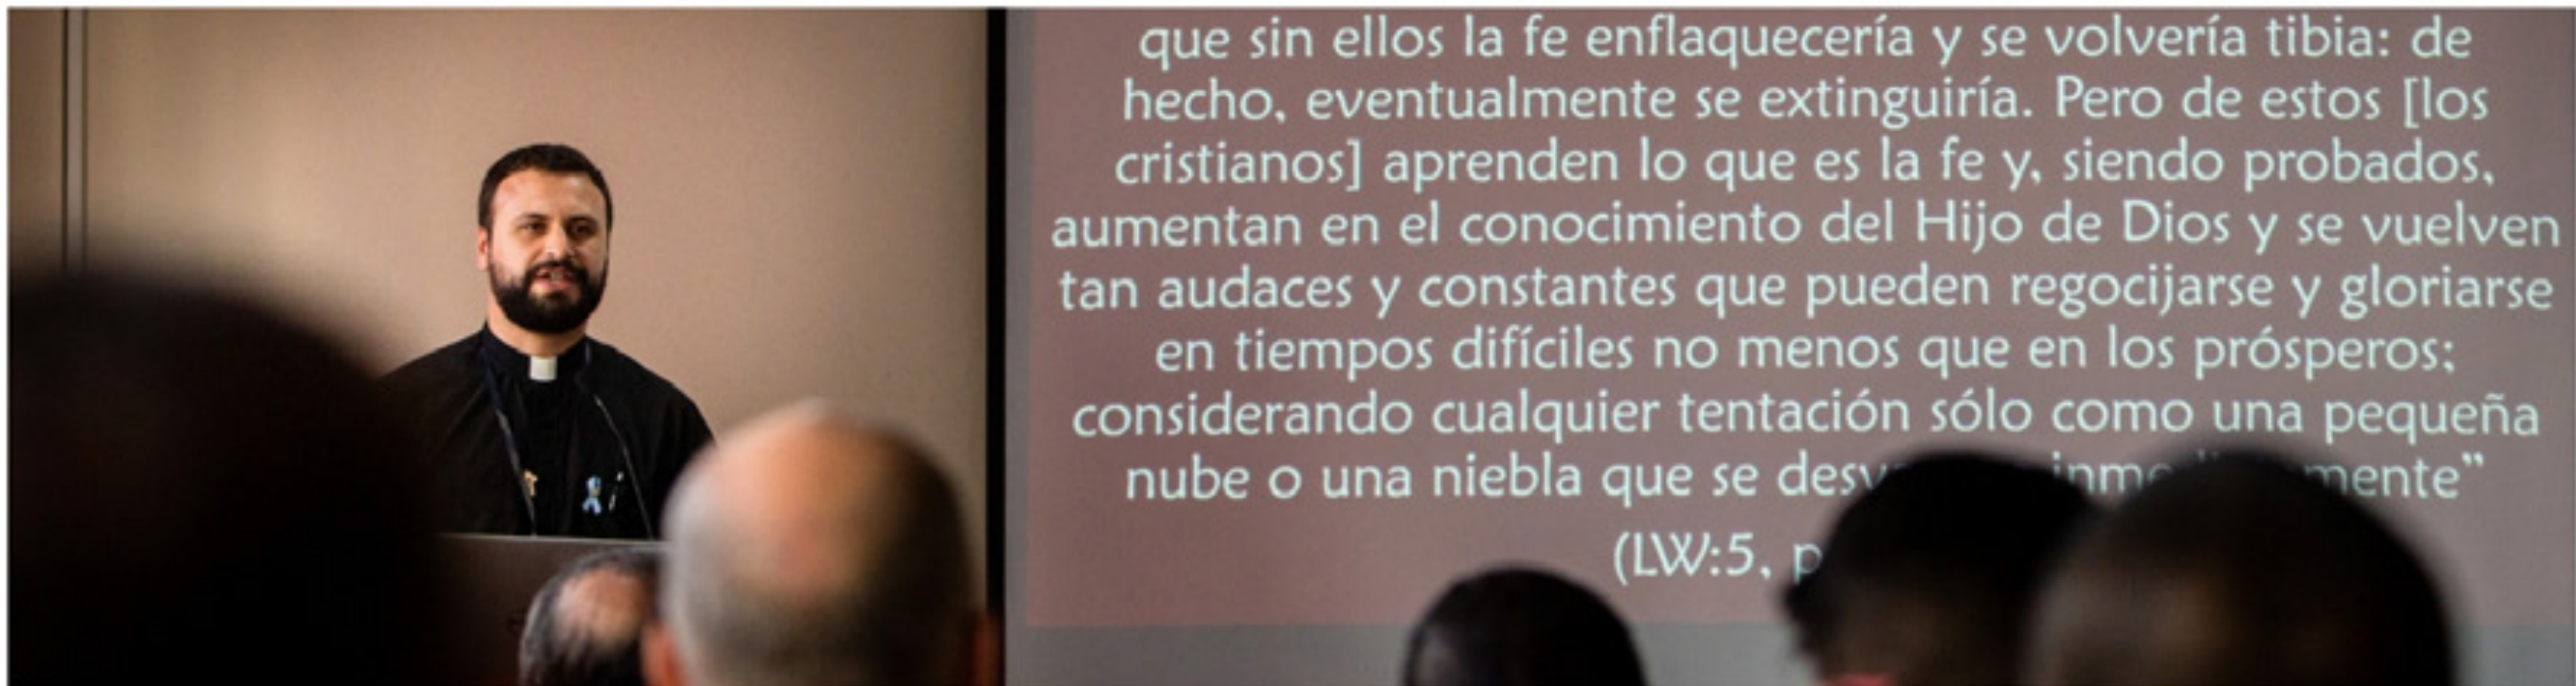 que sin ellos la fe enflaquecería y se volvería tibia: de
hecho, eventualmente se extinguiría. Pero de estos [los
cristianos] aprenden lo que es la fe y, siendo probados,
aumentan en el conocimiento del Hijo de Dios y se vuelven
tan audaces y constantes que pueden regocijarse y gloriarse
en tiempos difíciles no menos que en los prósperos;
considerando cualquier tentación sólo como una pequeña
nube o una niebla que se
(LW:5,